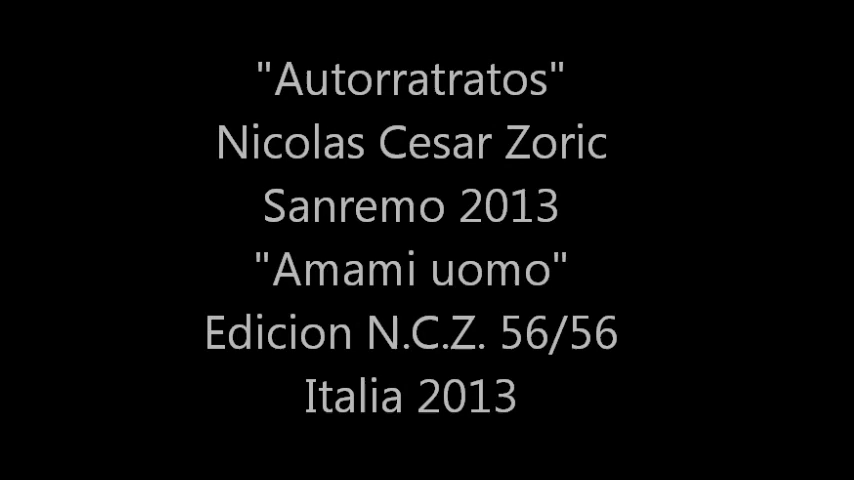 "Autorratratos"
Nicolas Cesar Zoric
Sanremo 2013
"Amami uomo"
Edicion N.C.Z. 56/56
Italia 2013